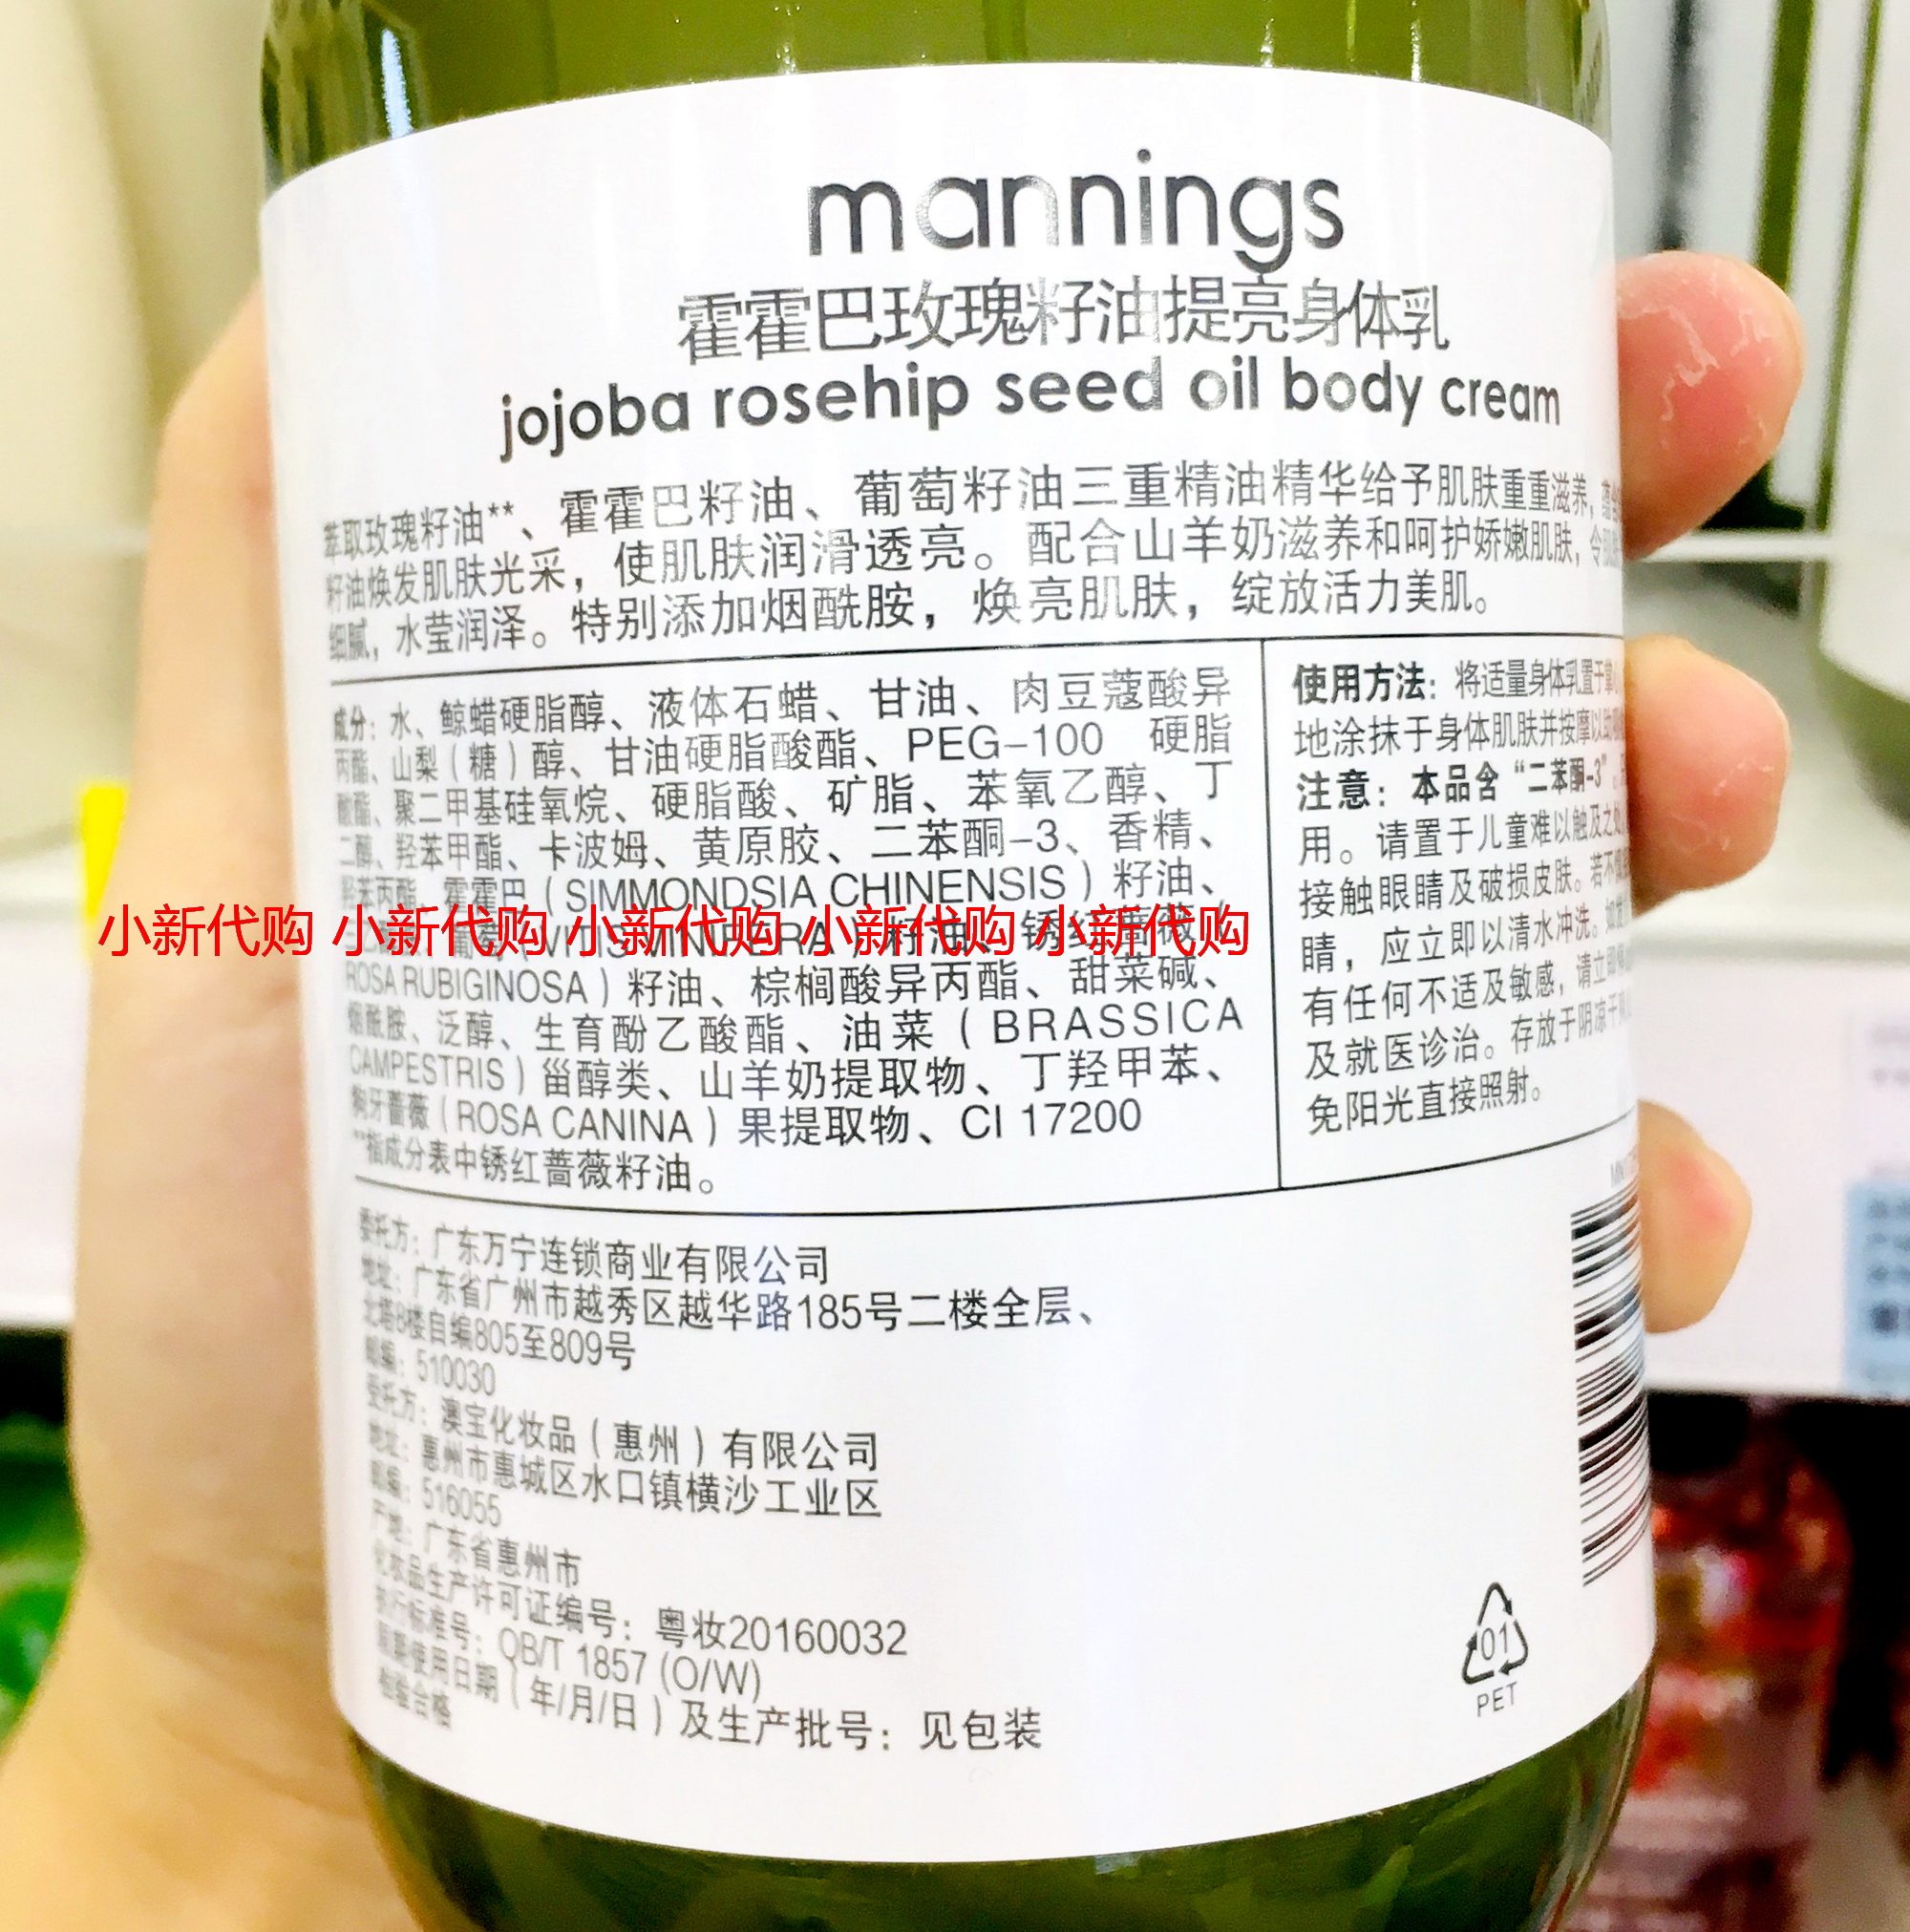 mannings
霍霍巴玫瑰籽油提亮身体乳
jojoba rosehip seed oil body cream
萃取玫瑰籽油**、霍霍巴籽油、葡萄籽油三重精油精华给予肌肤重重滋养，蕴含
籽油焕发肌肤光采，使肌肤润滑透亮。配合山羊奶滋养和呵护娇嫩肌肤，令肌
细腻，水莹润泽。特别添加烟酰胺，焕亮肌肤，绽放活力美肌。
成分：水、鲸蜡硬脂醇、液体石蜡、甘油、肉豆蔻酸异
丙酯、山梨（糖）醇、甘油硬脂酸酯、PEG-100 硬脂
酸酯、聚二甲基硅氧烷、硬脂酸、矿脂、苯氧乙醇、丁
二醇、羟苯甲酯、卡波姆、黄原胶、二苯酮-3、香精、
羟苯丙酯、霍霍巴（SIMMONDSIA CHINENSIS）籽油、
葡萄（VITIS VINIFERA）籽油、锈红蔷薇（
ROSA RUBIGINOSA）籽油、棕榈酸异丙酯、甜菜碱、
烟酰胺、泛醇、生育酚乙酸酯、油菜（BRASSICA
CAMPESTRIS）甾醇类、山羊奶提取物、丁羟甲苯、
狗牙蔷薇（ROSA CANINA）果提取物、CI 17200
**指成分表中锈红蔷薇籽油。
使用方法：将适量身体乳置于掌
地涂抹于身体肌肤并按摩以助
注意：本品含“二苯酮-3”。
用。请置于儿童难以触及之处
接触眼睛及破损皮肤。若不慎
睛，应立即以清水冲洗。如
有任何不适及敏感，请立即
及就医诊治。存放于阴凉干
免阳光直接照射。
委托方：广东万宁连锁商业有限公司
地址：广东省广州市越秀区越华路185号二楼全层、
北塔8楼自编805至809号
邮编：510030
受托方：澳宝化妆品（惠州）有限公司
地址：惠州市惠城区水口镇横沙工业区
邮编：516055
产地：广东省惠州市
化妆品生产许可证编号：粤妆20160032
执行标准号：QB/T 1857 (O/W)
限期使用日期（年/月/日）及生产批号：见包装
检验合格
01
PET
小新代购 小新代购 小新代购 小新代购 小新代购